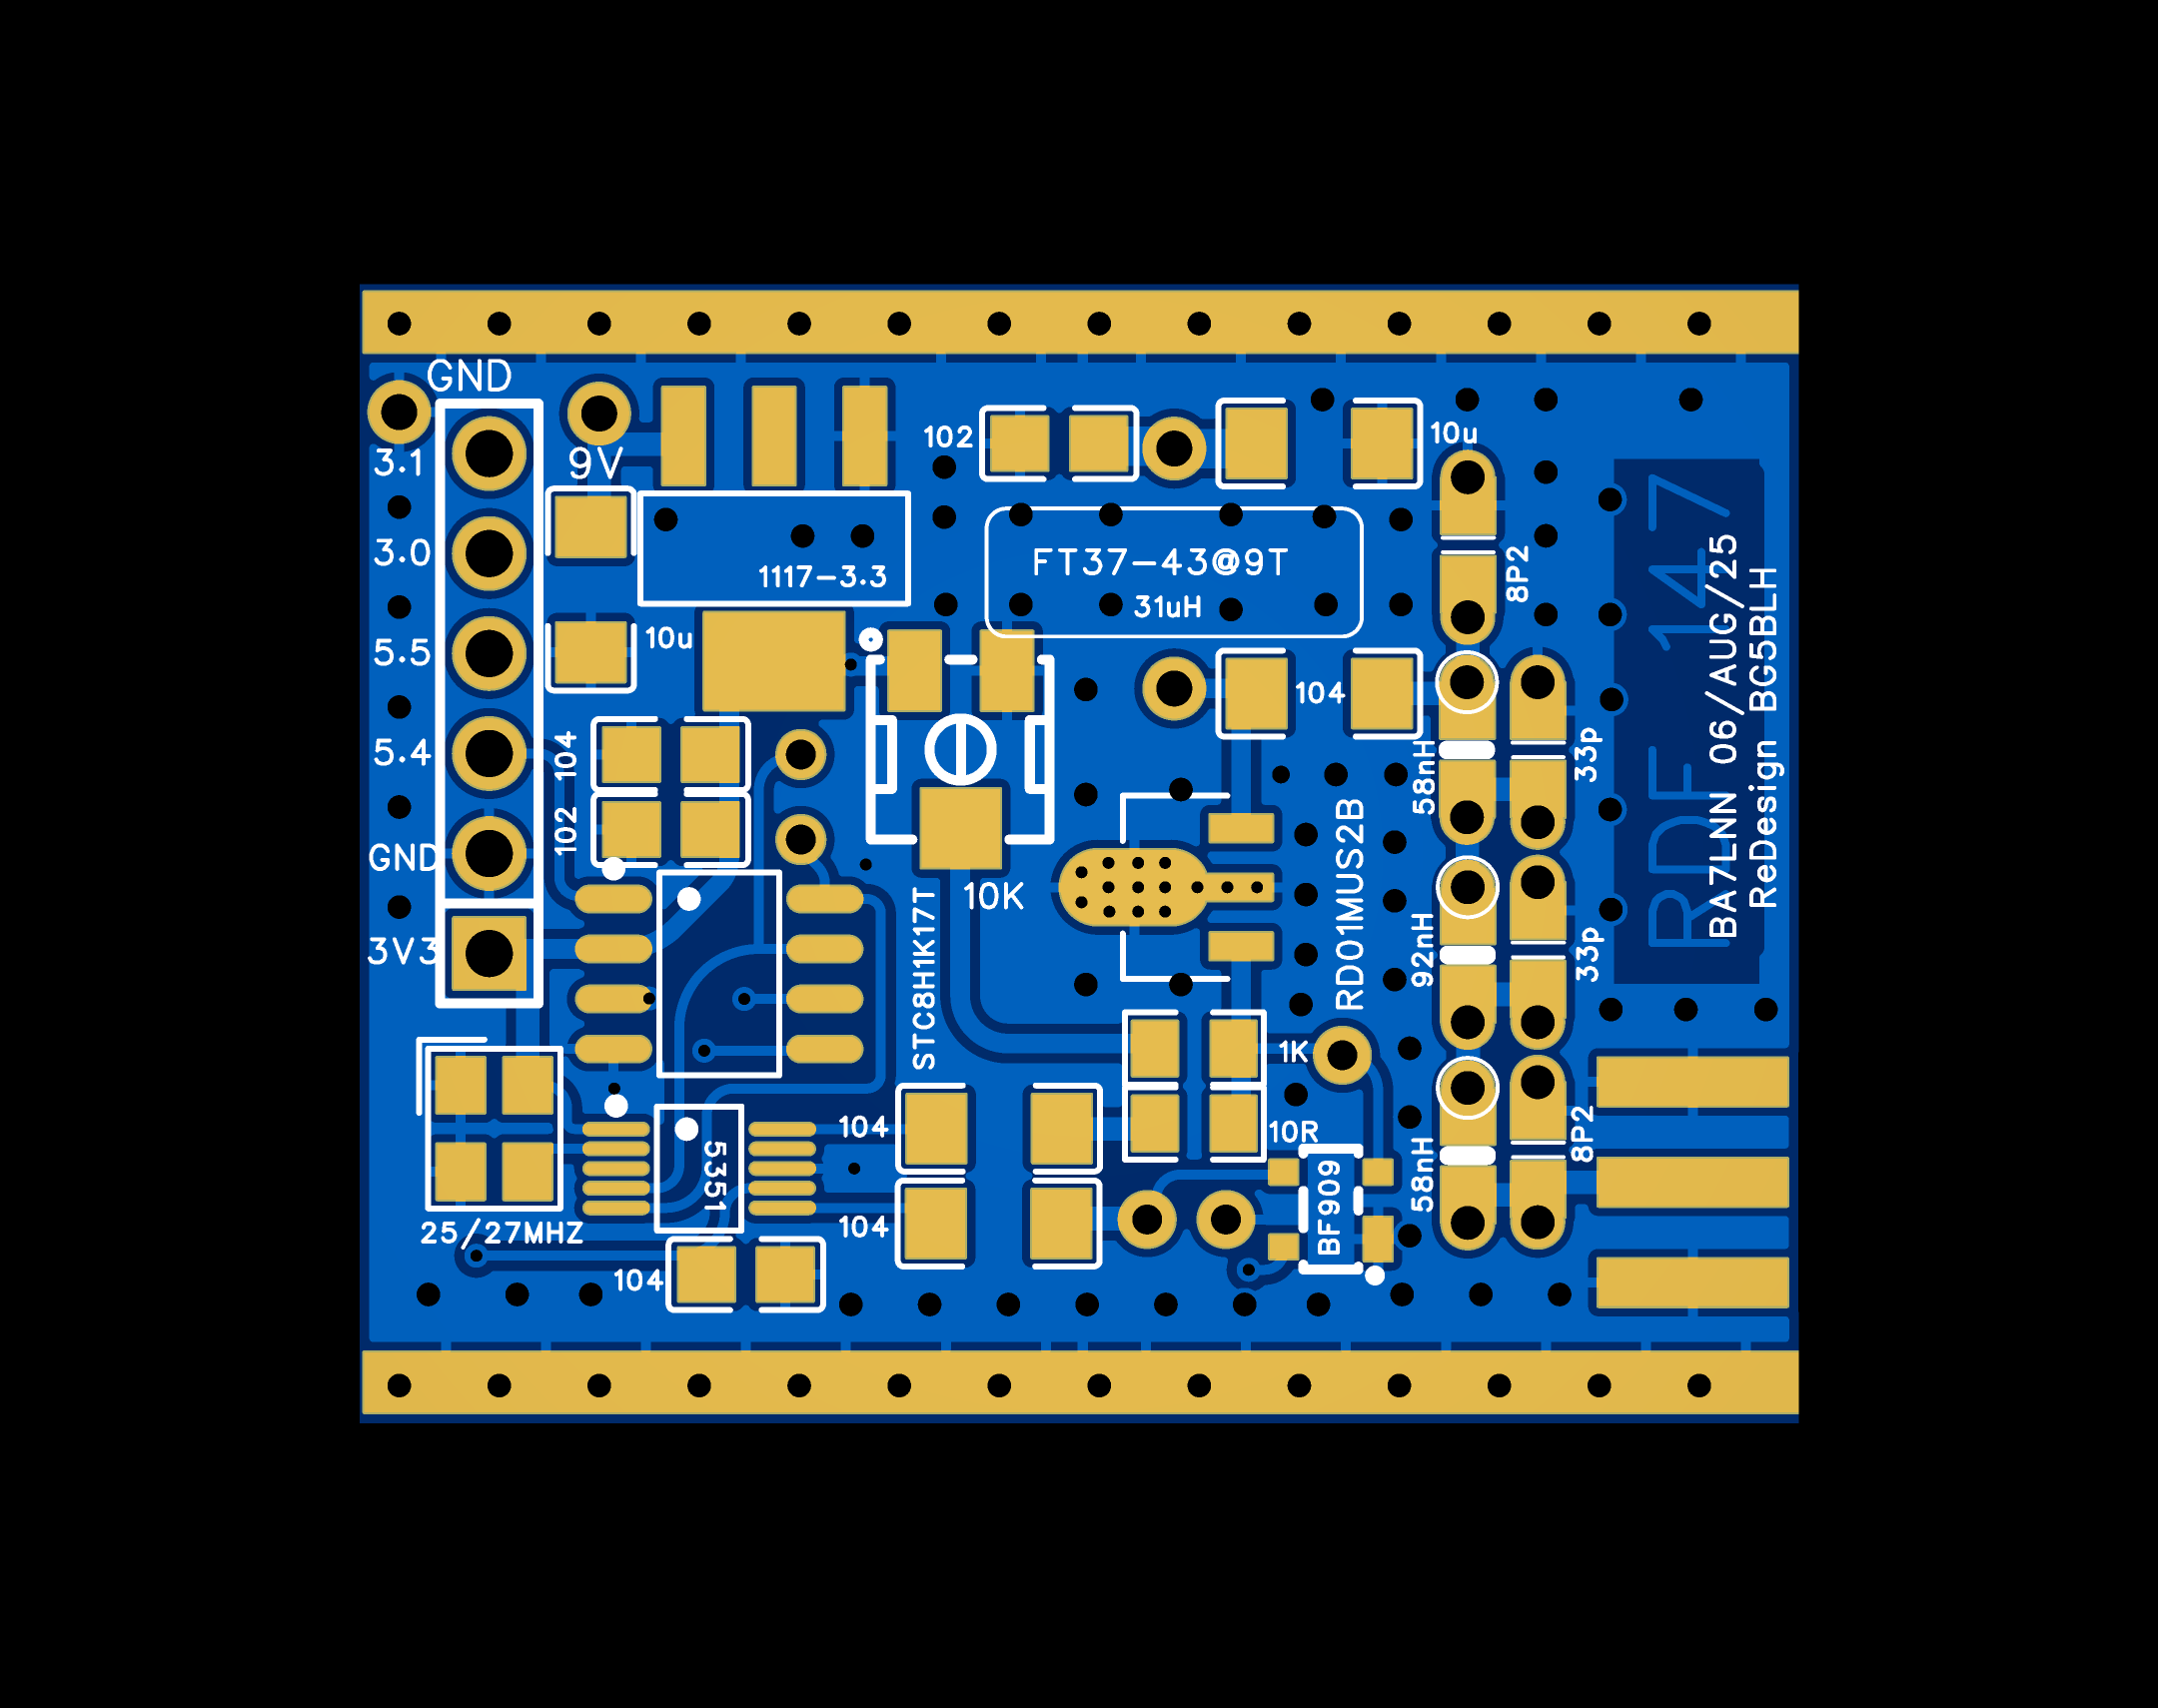 GND
3.1
9V
102
10u
3.0
FT37-43@9T
1117-3.3
31uH
8P2
5.5
10u
104
5.4
104
58nH
33p
102
GND
10K
RD01MUS2B
3V3
STC8H1K17T
92nH
33p
RDF 147
BA7LNN 06/AUG/25
ReDesign BG5BLH
1K
104
10R
5351
BF909
58nH
8P2
25/27MHZ
104
104